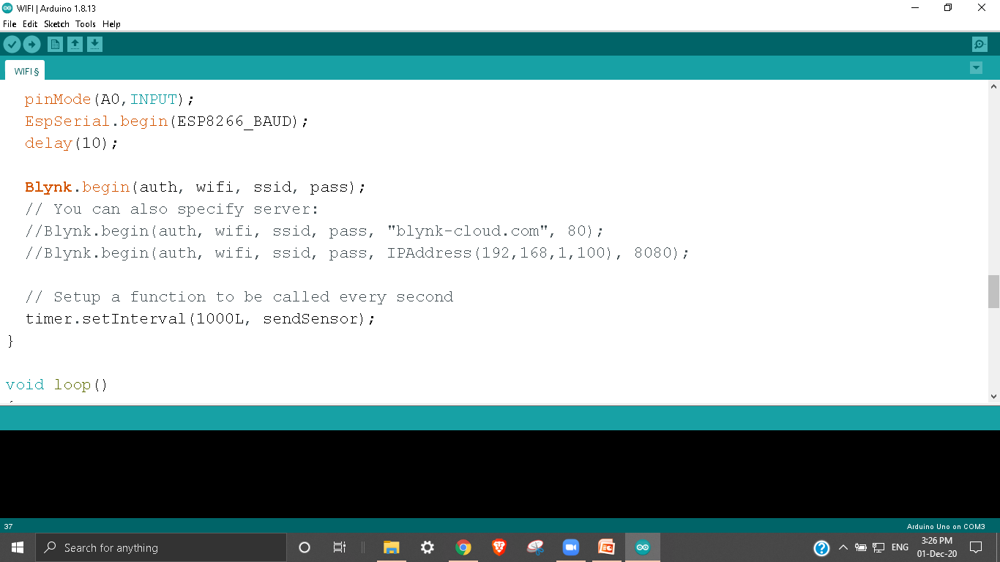 WIFI | Arduino 1.8.13
File Edit Sketch Tools Help
WIFI §
pinMode(A0,INPUT);
EspSerial.begin(ESP8266_BAUD);
delay(10);
Blynk.begin(auth, wifi, ssid, pass);
// You can also specify server:
//Blynk.begin(auth, wifi, ssid, pass, "blynk-cloud.com", 80);
//Blynk.begin(auth, wifi, ssid, pass, IPAddress(192,168,1,100), 8080);
// Setup a function to be called every second
timer.setInterval(1000L, sendSensor);
}
void loop()
37
Arduino Uno on COM3
Search for anything
ENG
3:26 PM
01-Dec-20